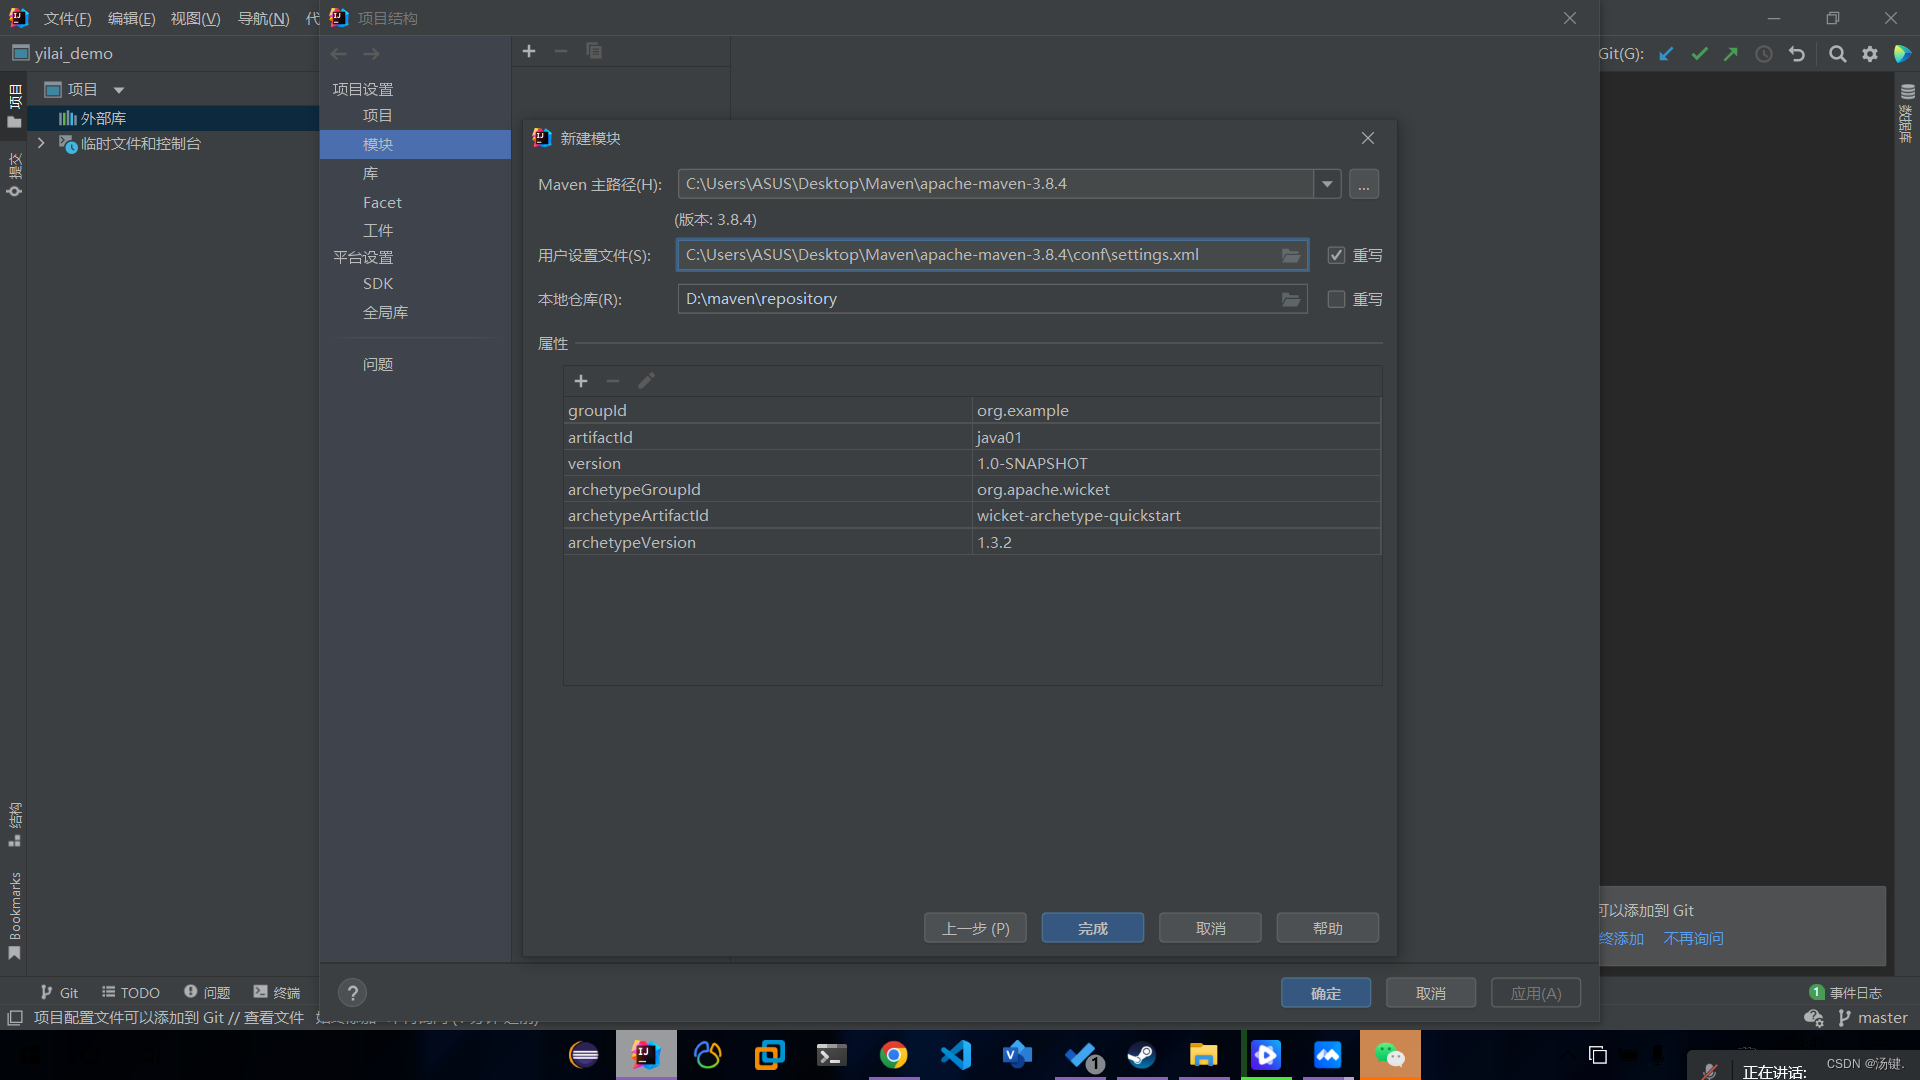 文件(F) 编辑(E) 视图(V) 导航(N) 代
项目结构
yilai_demo
Git(G):
项目
外部库
临时文件和控制台
项目
提交
结构
Bookmarks
数据库
项目设置
项目
模块
库
Facet
工件
平台设置
SDK
全局库
问题
新建模块
Maven 主路径(H): C:\Users\ASUS\Desktop\Maven\apache-maven-3.8.4 ...
(版本: 3.8.4)
用户设置文件(S): C:\Users\ASUS\Desktop\Maven\apache-maven-3.8.4\conf\settings.xml 重写
本地仓库(R): D:\maven\repository 重写
属性
groupId org.example
artifactId java01
version 1.0-SNAPSHOT
archetypeGroupId org.apache.wicket
archetypeArtifactId wicket-archetype-quickstart
archetypeVersion 1.3.2
上一步 (P) 完成 取消 帮助
可以添加到 Git
终添加 不再询问
? 确定 取消 应用(A)
Git TODO 问题 终端
1 事件日志
项目配置文件可以添加到 Git // 查看文件
master
1
正在讲话:
CSDN @汤键.